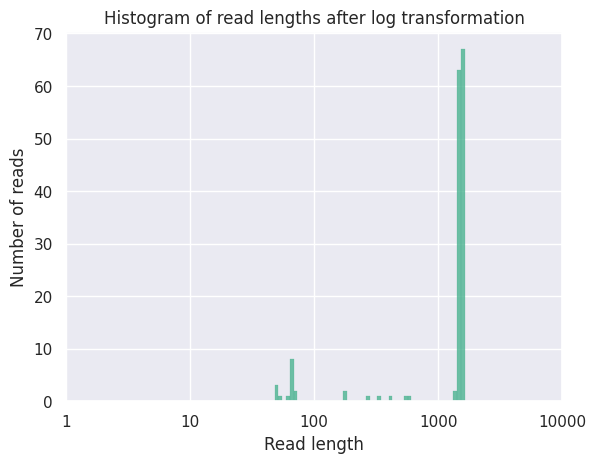 Histogram of read lengths after log transformation
70
60
50
40
30
20
10
0
Number of reads
1 10 100 1000 10000
Read length